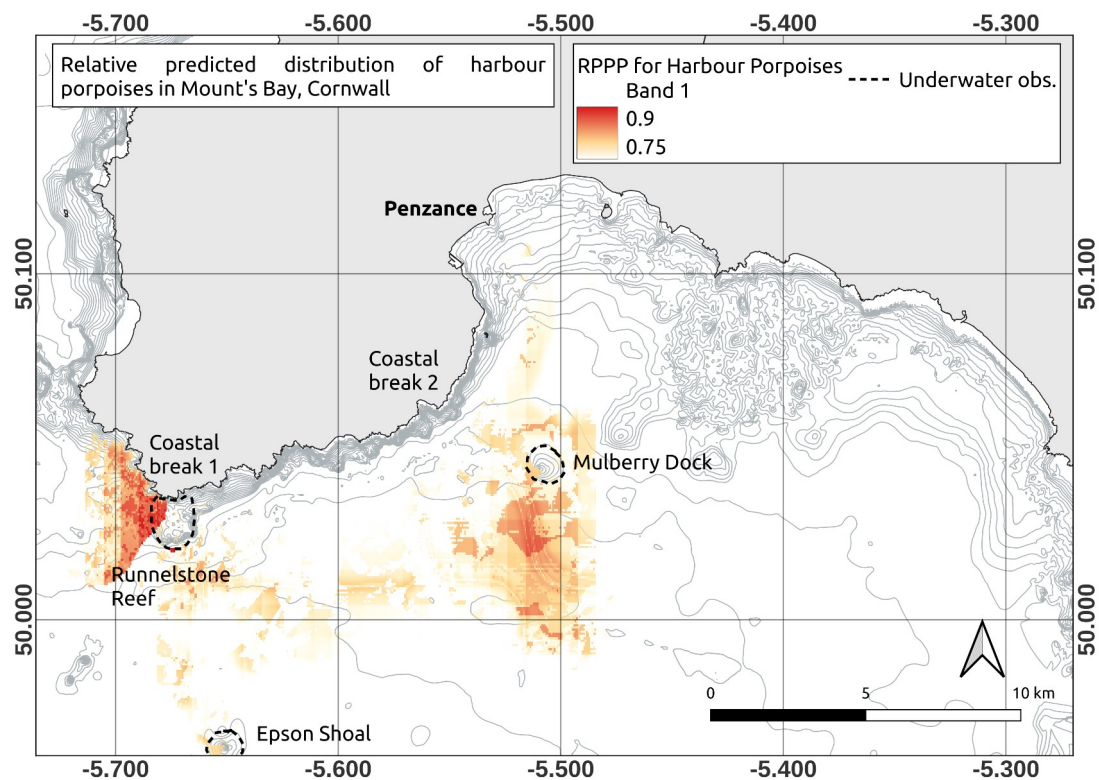 -5.700 -5.600 -5.500 -5.400 -5.300
Relative predicted distribution of harbour
porpoises in Mount's Bay, Cornwall
RPPP for Harbour Porpoises
Band 1
0.9
0.75
Underwater obs.
Penzance
50.100
50.100
Coastal
break 2
Coastal
break 1
Mulberry Dock
Runnelstone
Reef
50.000
50.000
0 5 10 km
Epson Shoal
-5.700 -5.600 -5.500 -5.400 -5.300